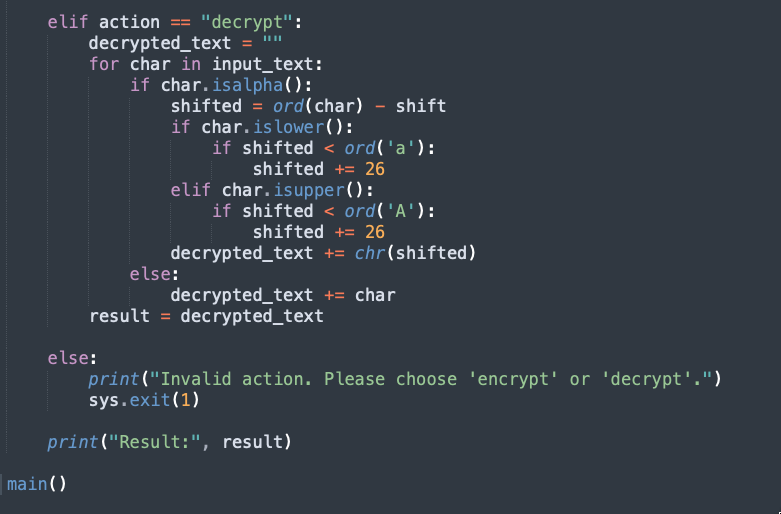 elif action == "decrypt":
decrypted_text = ""
for char in input_text:
if char.isalpha():
shifted = ord(char) - shift
if char.islower():
if shifted < ord('a'):
shifted += 26
elif char.isupper():
if shifted < ord('A'):
shifted += 26
decrypted_text += chr(shifted)
else:
decrypted_text += char
result = decrypted_text
else:
print("Invalid action. Please choose 'encrypt' or 'decrypt'.")
sys.exit(1)
print("Result:", result)
main()